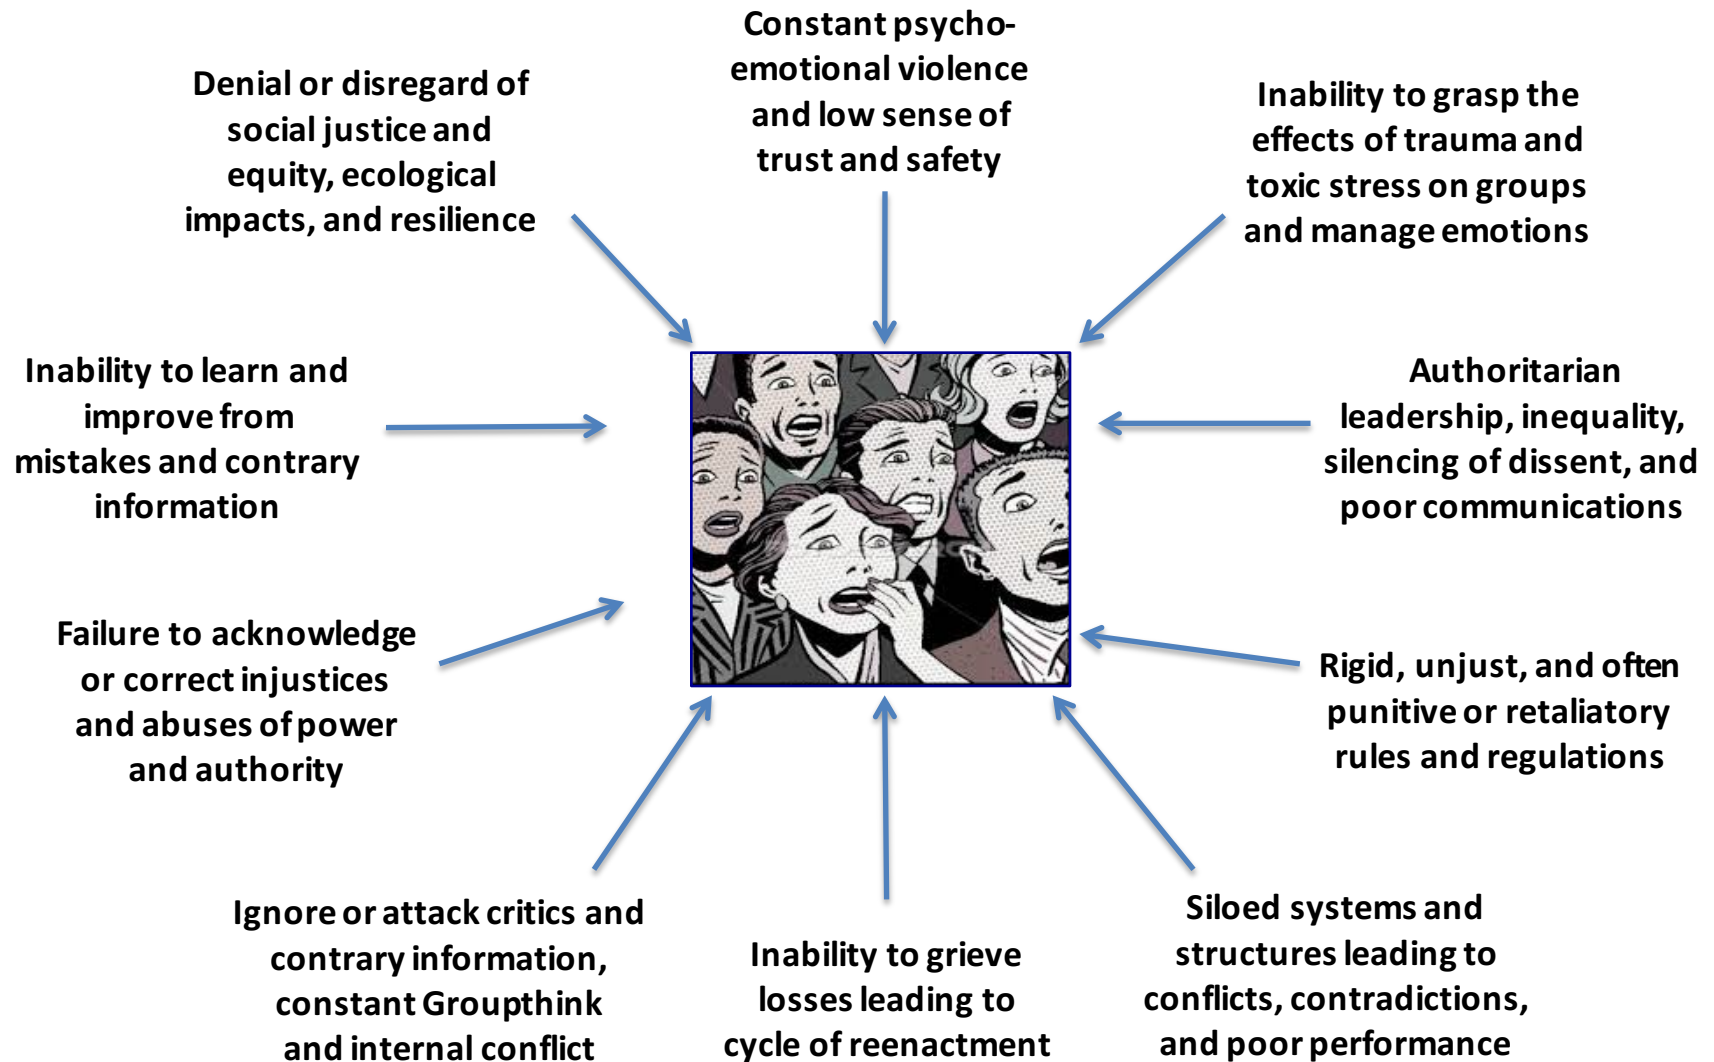 Constant psycho-
emotional violence
and low sense of
trust and safety
Denial or disregard of
social justice and
equity, ecological
impacts, and resilience
Inability to grasp the
effects of trauma and
toxic stress on groups
and manage emotions
Inability to learn and
improve from
mistakes and contrary
information
Authoritarian
leadership, inequality,
silencing of dissent, and
poor communications
Failure to acknowledge
or correct injustices
and abuses of power
and authority
Rigid, unjust, and often
punitive or retaliatory
rules and regulations
Ignore or attack critics and
contrary information,
constant Groupthink
and internal conflict
Inability to grieve
losses leading to
cycle of reenactment
Siloed systems and
structures leading to
conflicts, contradictions,
and poor performance